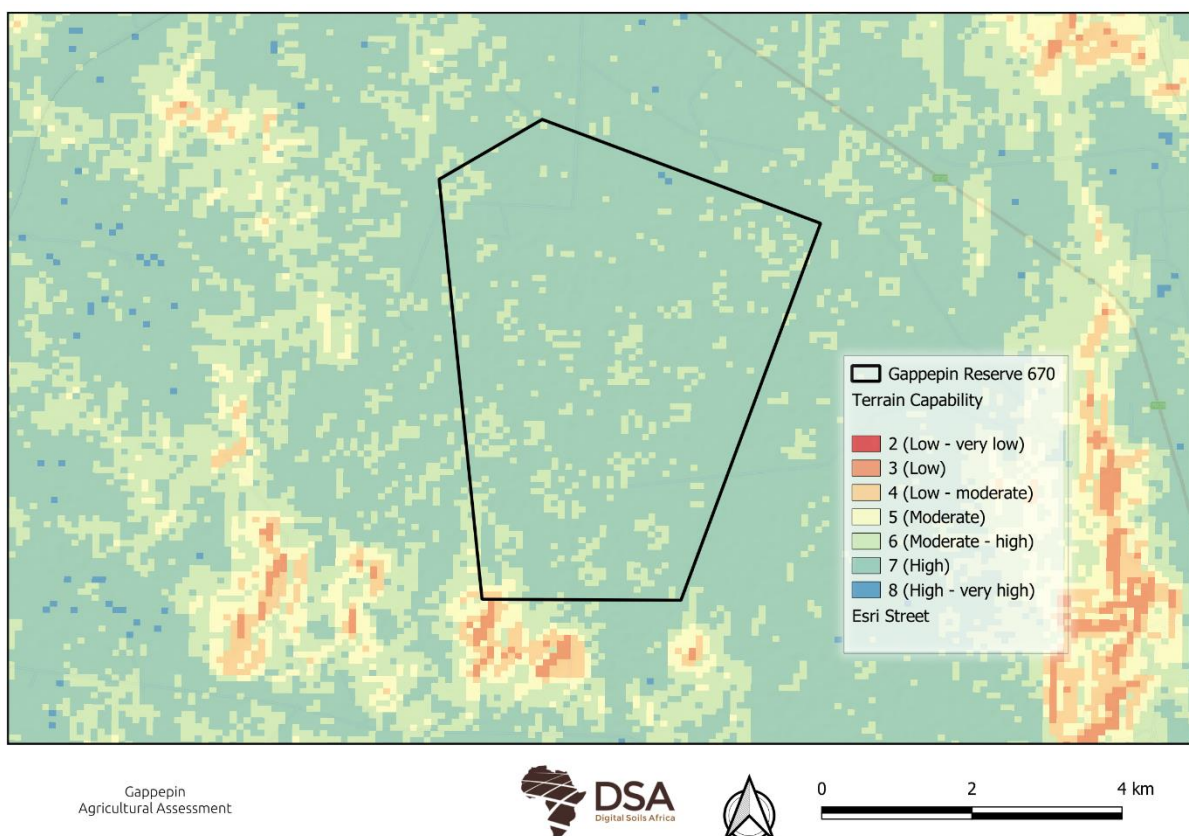 Gappepin Reserve 670
Terrain Capability
2 (Low - very low)
3 (Low)
4 (Low - moderate)
5 (Moderate)
6 (Moderate - high)
7 (High)
8 (High - very high)
Esri Street
Gappepin
Agricultural Assessment
DSA
Digital Soils Africa
0 2 4 km